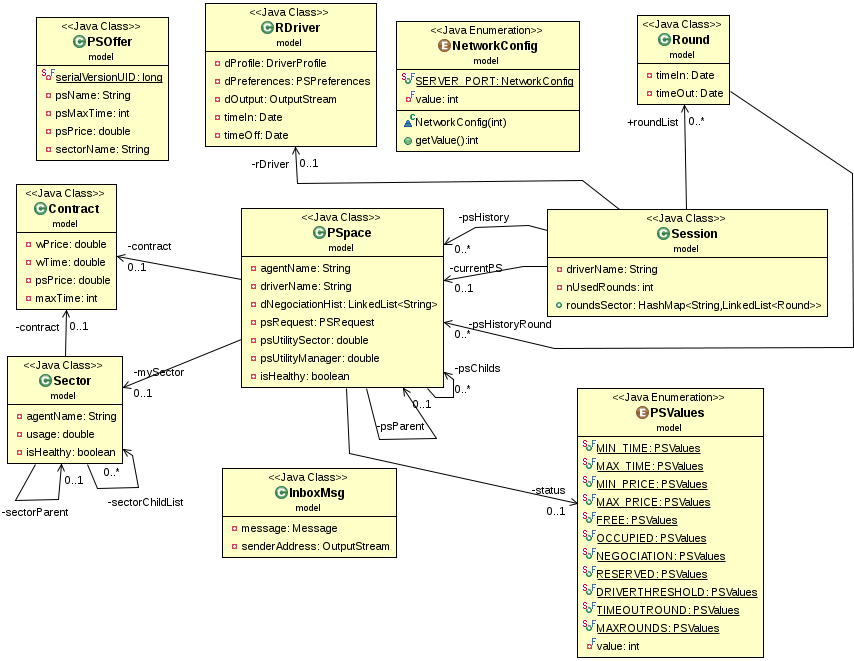 <<Java Class>>
PSOffer
model
serialVersionUID: long
psName: String
psMaxTime: int
psPrice: double
sectorName: String
<<Java Class>>
RDriver
model
dProfile: DriverProfile
dPreferences: PSPreferences
dOutput: OutputStream
timeIn: Date
timeOff: Date
<<Java Enumeration>>
NetworkConfig
model
SERVER_PORT: NetworkConfig
value: int
NetworkConfig(int)
getValue():int
<<Java Class>>
Round
model
timeIn: Date
timeOut: Date
+roundList
0..*
-rDriver
0..1
<<Java Class>>
Contract
model
wPrice: double
wTime: double
psPrice: double
maxTime: int
-contract
0..1
<<Java Class>>
PSpace
model
agentName: String
driverName: String
dNegociationHist: LinkedList<String>
psRequest: PSRequest
psUtilitySector: double
psUtilityManager: double
isHealthy: boolean
-psHistory
0..*
-currentPS
0..1
-psHistoryRound
0..*
<<Java Class>>
Session
model
driverName: String
nUsedRounds: int
roundsSector: HashMap<String,LinkedList<Round>>
-contract
0..1
<<Java Class>>
Sector
model
agentName: String
usage: double
isHealthy: boolean
-mySector
0..1
-psChilds
0..*
0..1
-psParent
0..1
-sectorParent
0..*
-sectorChildList
<<Java Class>>
InboxMsg
model
message: Message
senderAddress: OutputStream
-status
0..1
<<Java Enumeration>>
PSValues
model
MIN_TIME: PSValues
MAX_TIME: PSValues
MIN_PRICE: PSValues
MAX_PRICE: PSValues
FREE: PSValues
OCCUPIED: PSValues
NEGOCIATION: PSValues
RESERVED: PSValues
DRIVERTHRESHOLD: PSValues
TIMEOUTROUND: PSValues
MAXROUNDS: PSValues
value: int